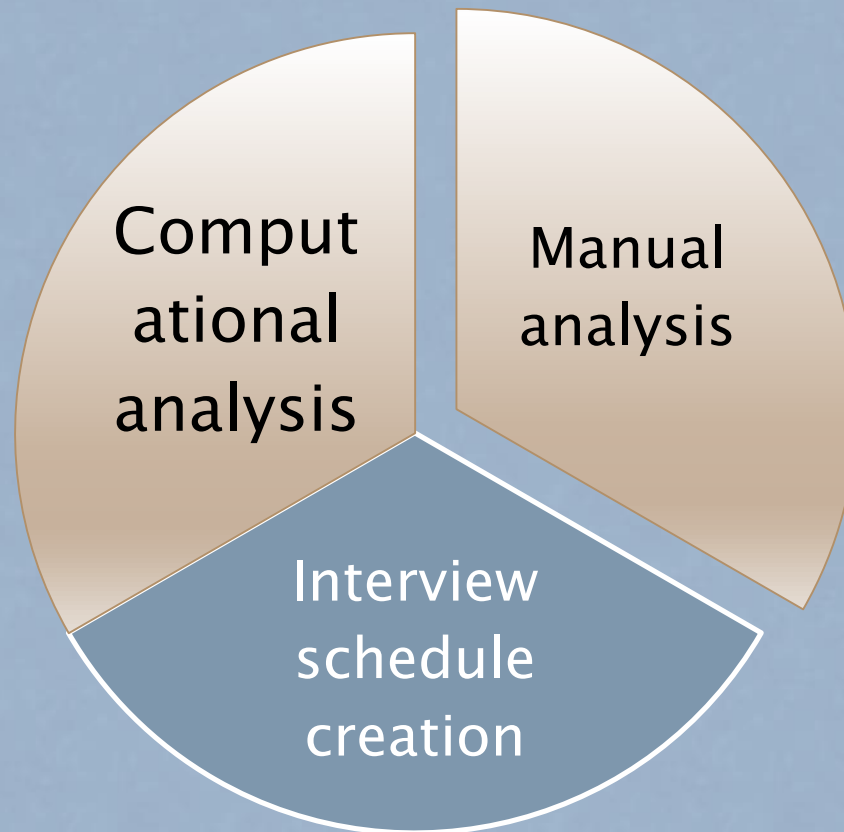 Comput
ational
analysis
Manual
analysis
Interview
schedule
creation